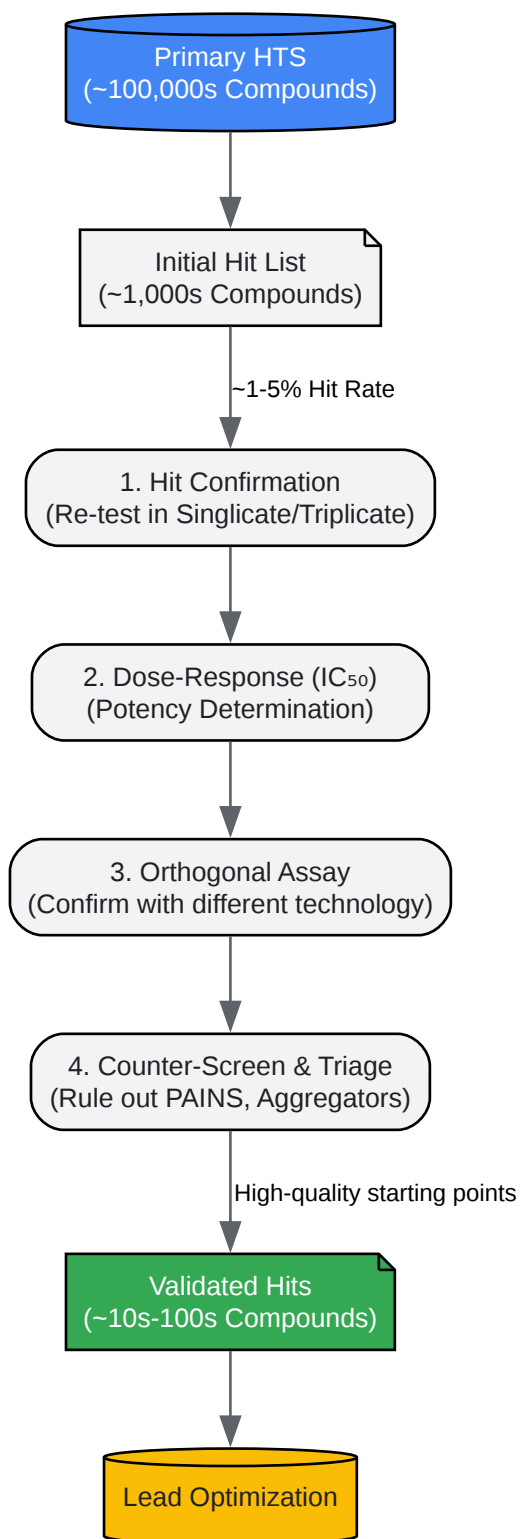 Primary HTS
(~100,000s Compounds)
Initial Hit List
(~1,000s Compounds)
~1-5% Hit Rate
1. Hit Confirmation
(Re-test in Singlicate/Triplicate)
2. Dose-Response (IC₅₀)
(Potency Determination)
3. Orthogonal Assay
(Confirm with different technology)
4. Counter-Screen & Triage
(Rule out PAINS, Aggregators)
High-quality starting points
Validated Hits
(~10s-100s Compounds)
Lead Optimization